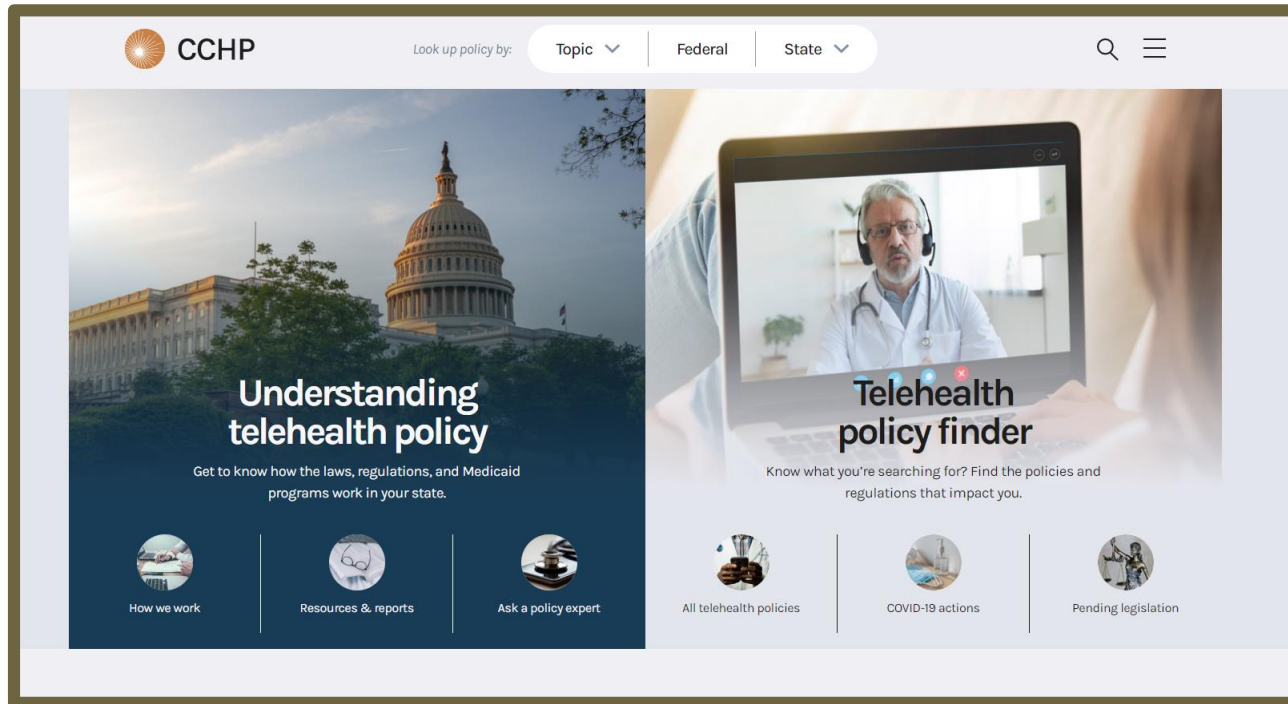 CCHP
Look up policy by:
Topic
Federal
State
Understanding
telehealth policy
Get to know how the laws, regulations, and Medicaid
programs work in your state.
How we work
Resources & reports
Ask a policy expert
Telehealth
policy finder
Know what you're searching for? Find the policies and
regulations that impact you.
All telehealth policies
COVID-19 actions
Pending legislation